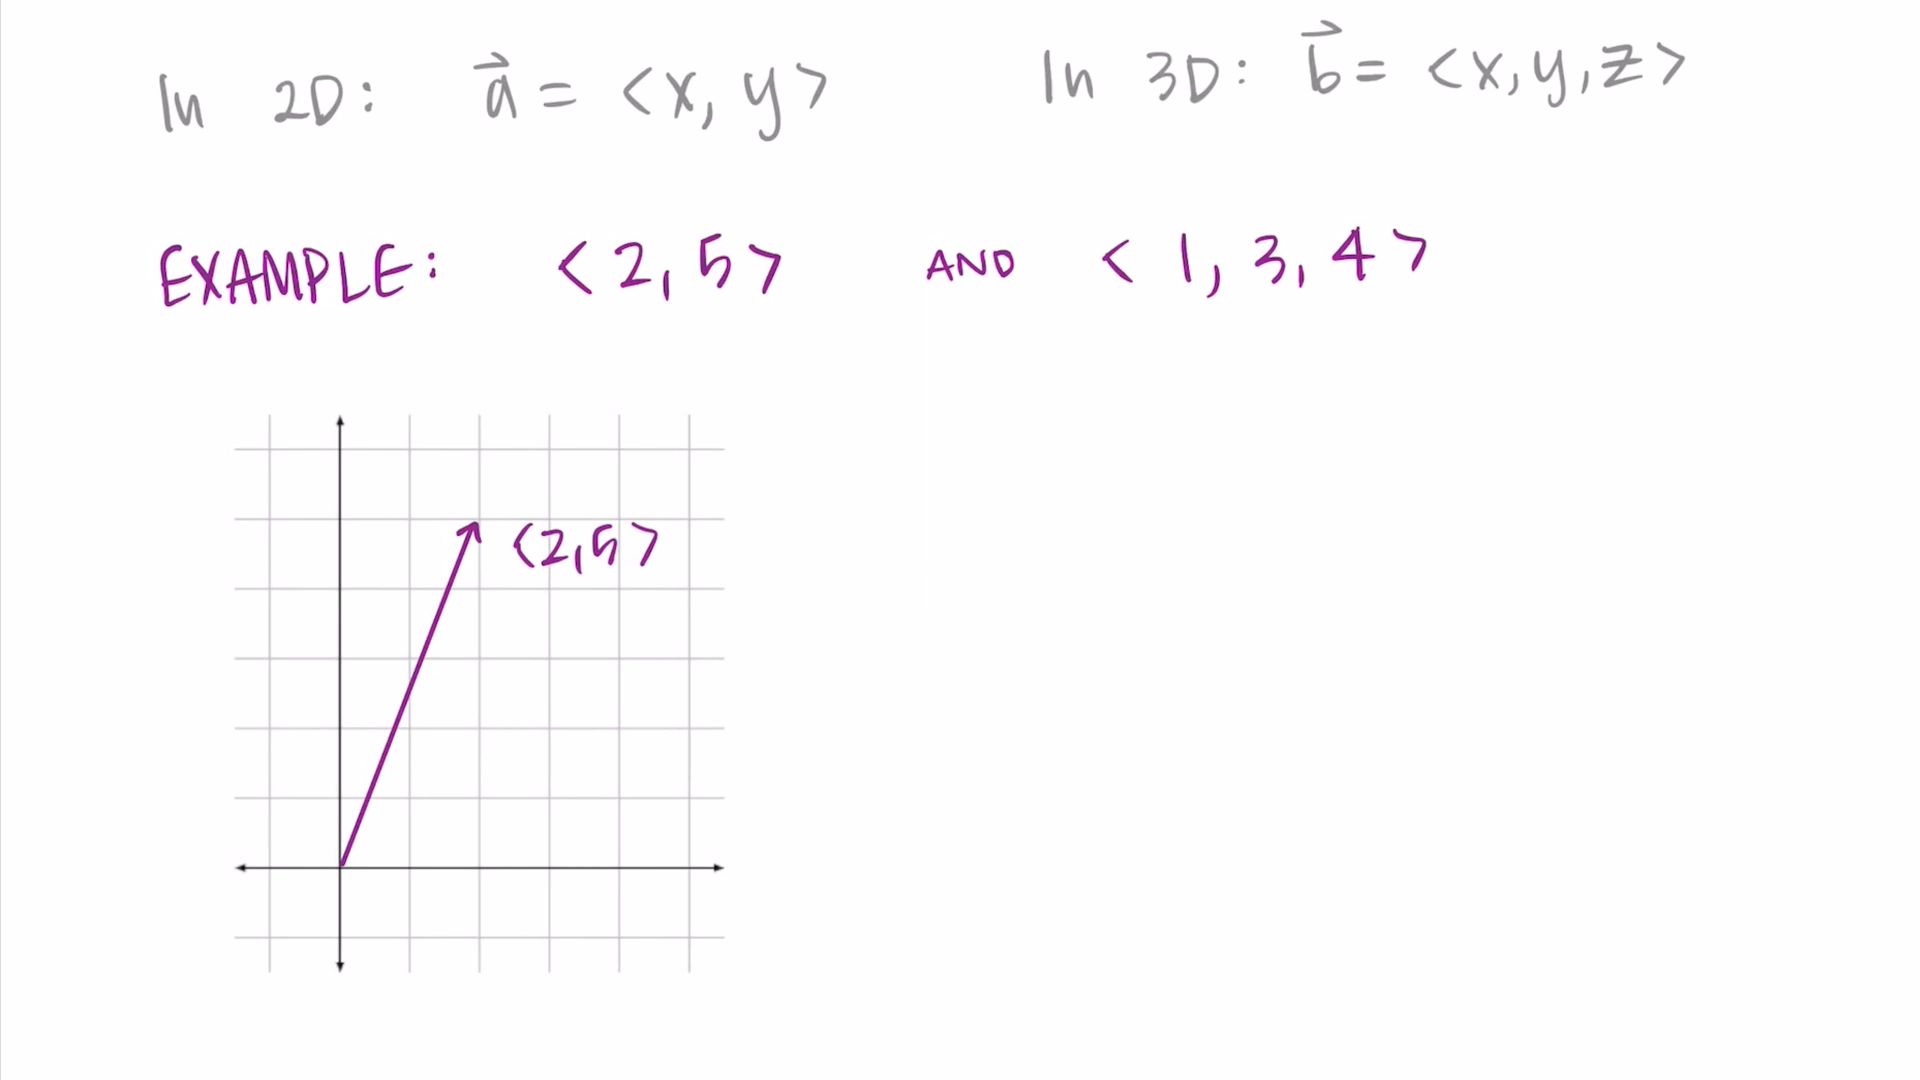 In 2D: a⃗ = <x, y> In 3D: b⃗ = <x, y, z>
EXAMPLE: <2, 5> AND <1, 3, 4>
<2, 5>